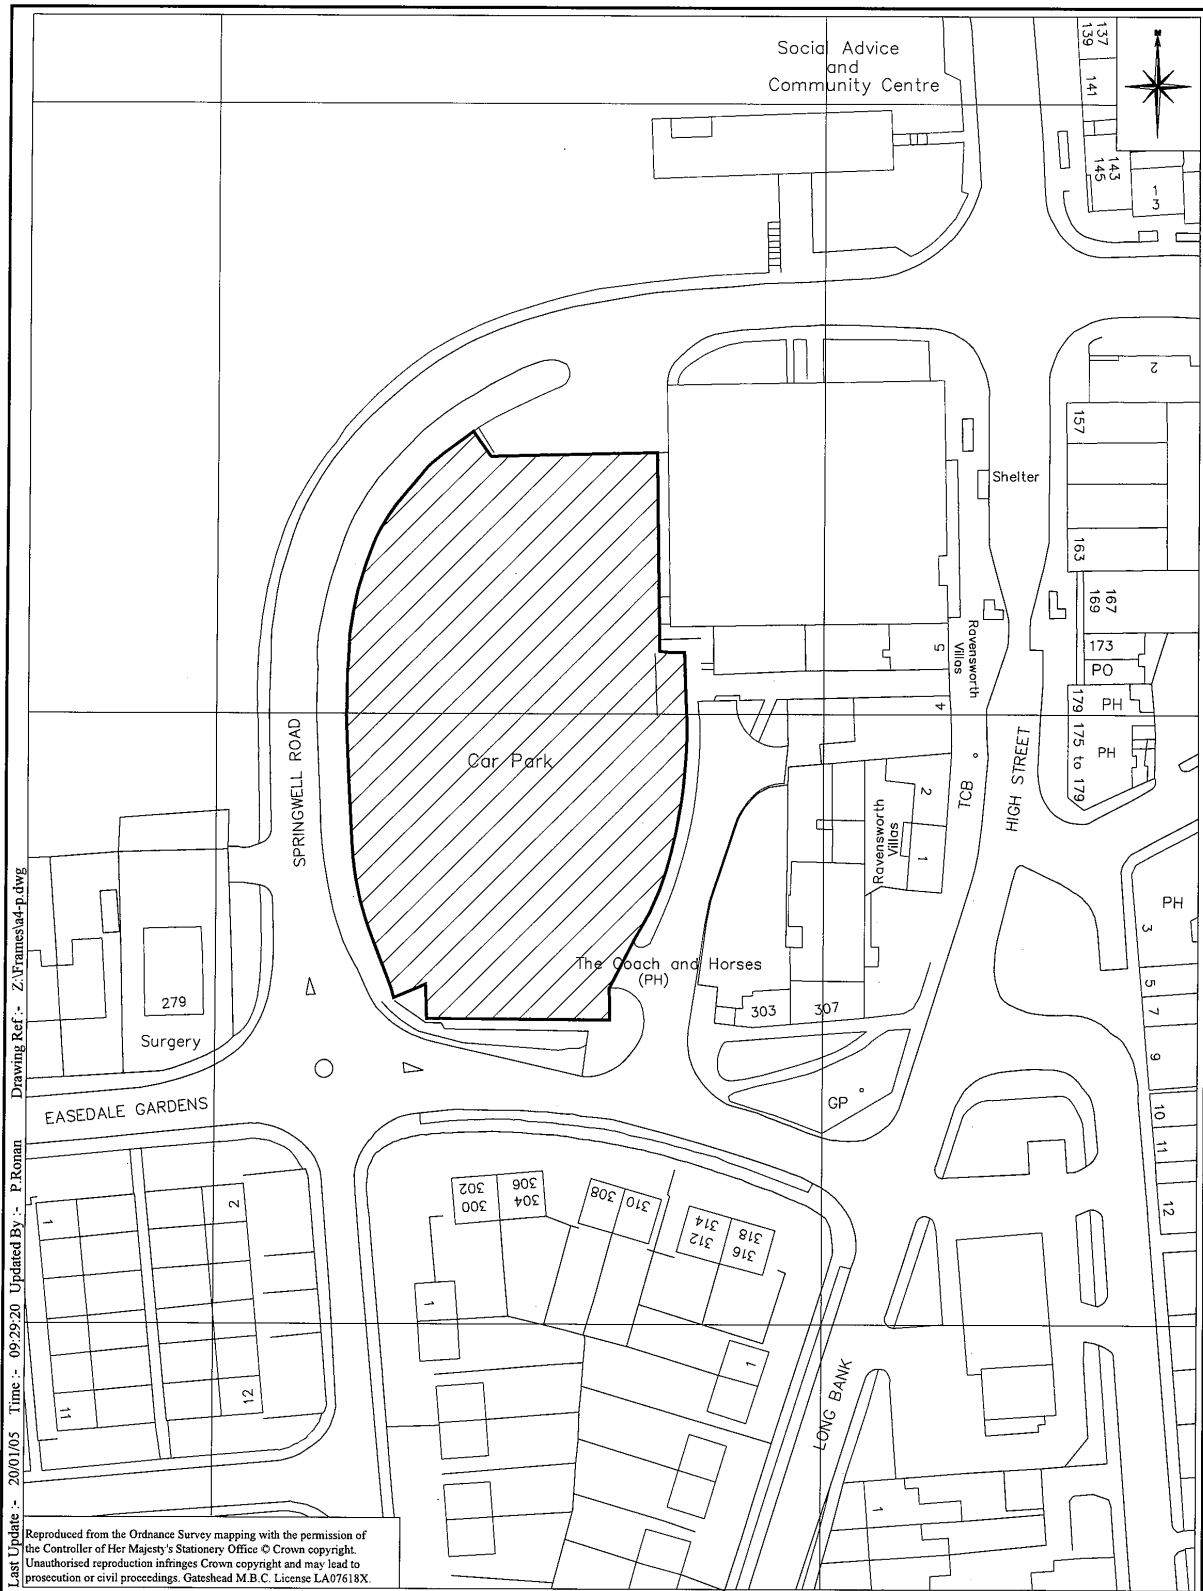 Social Advice
and
Community Centre
N
137
139
141
143
145
1
3
2
157
Shelter
163
167
169
173
PO
PH
179
175 to 179
PH
5
Ravensworth
Villas
4
TCB
HIGH STREET
2
1
Ravensworth
Villas
SPRINGWELL ROAD
Car Park
The Coach and Horses
(PH)
303
307
GP
PH
3
5
7
9
10
11
12
279
Surgery
EASEDALE GARDENS
1
2
11
12
300
302
304
306
308
310
312
314
316
318
1
1
LONG BANK
1
Last Update :- 20/01/05 Time :- 09:29:20 Updated By :- P.Ronan Drawing Ref :- Z:\Frames\a4-p.dwg
Reproduced from the Ordnance Survey mapping with the permission of
the Controller of Her Majesty's Stationery Office © Crown copyright.
Unauthorised reproduction infringes Crown copyright and may lead to
prosecution or civil proceedings. Gateshead M.B.C. License LA07618X.